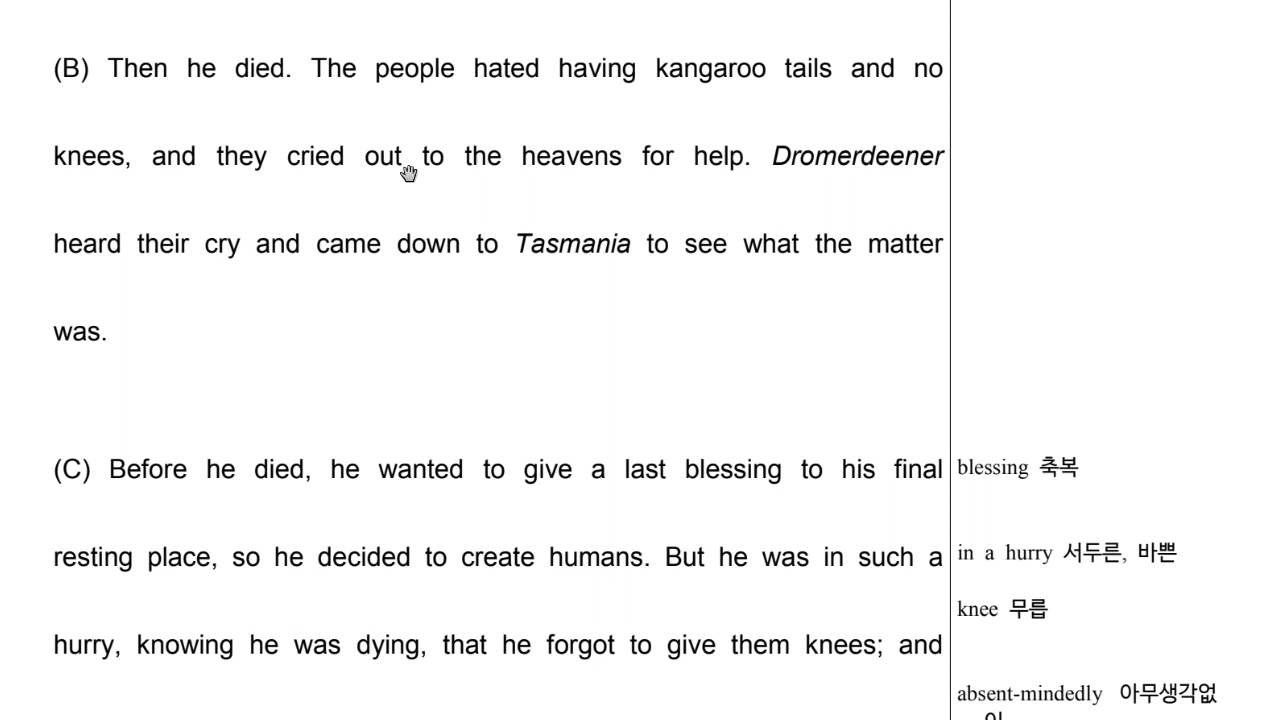 (B) Then he died. The people hated having kangaroo tails and no
knees, and they cried out to the heavens for help. Dromerdeener
heard their cry and came down to Tasmania to see what the matter
was.
(C) Before he died, he wanted to give a last blessing to his final
resting place, so he decided to create humans. But he was in such a
hurry, knowing he was dying, that he forgot to give them knees; and
blessing 축복
in a hurry 서두른, 바쁜
knee 무릅
absent-mindedly 아무생각없
이